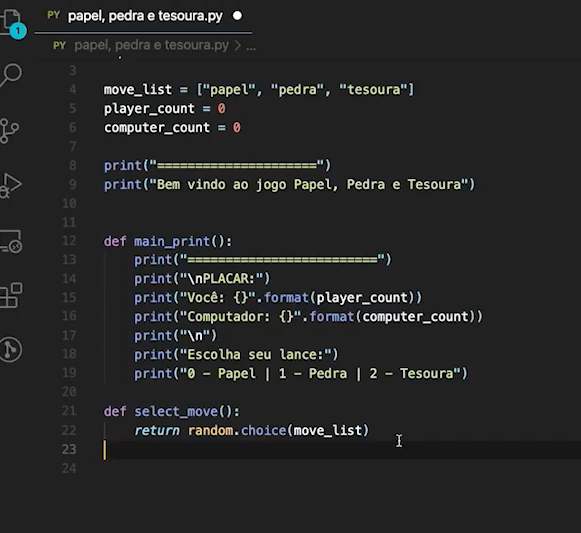 PY papel, pedra e tesoura.py
1
PY papel, pedra e tesoura.py > ...
3
4 move_list = ["papel", "pedra", "tesoura"]
5 player_count = 0
6 computer_count = 0
7
8 print("=====================")
9 print("Bem vindo ao jogo Papel, Pedra e Tesoura")
10
11
12 def main_print():
13 print("=========================")
14 print("\nPLACAR:")
15 print("Você: {}".format(player_count))
16 print("Computador: {}".format(computer_count))
17 print("\n")
18 print("Escolha seu lance:")
19 print("0 - Papel | 1 - Pedra | 2 - Tesoura")
20
21 def select_move():
22 return random.choice(move_list)
23
24